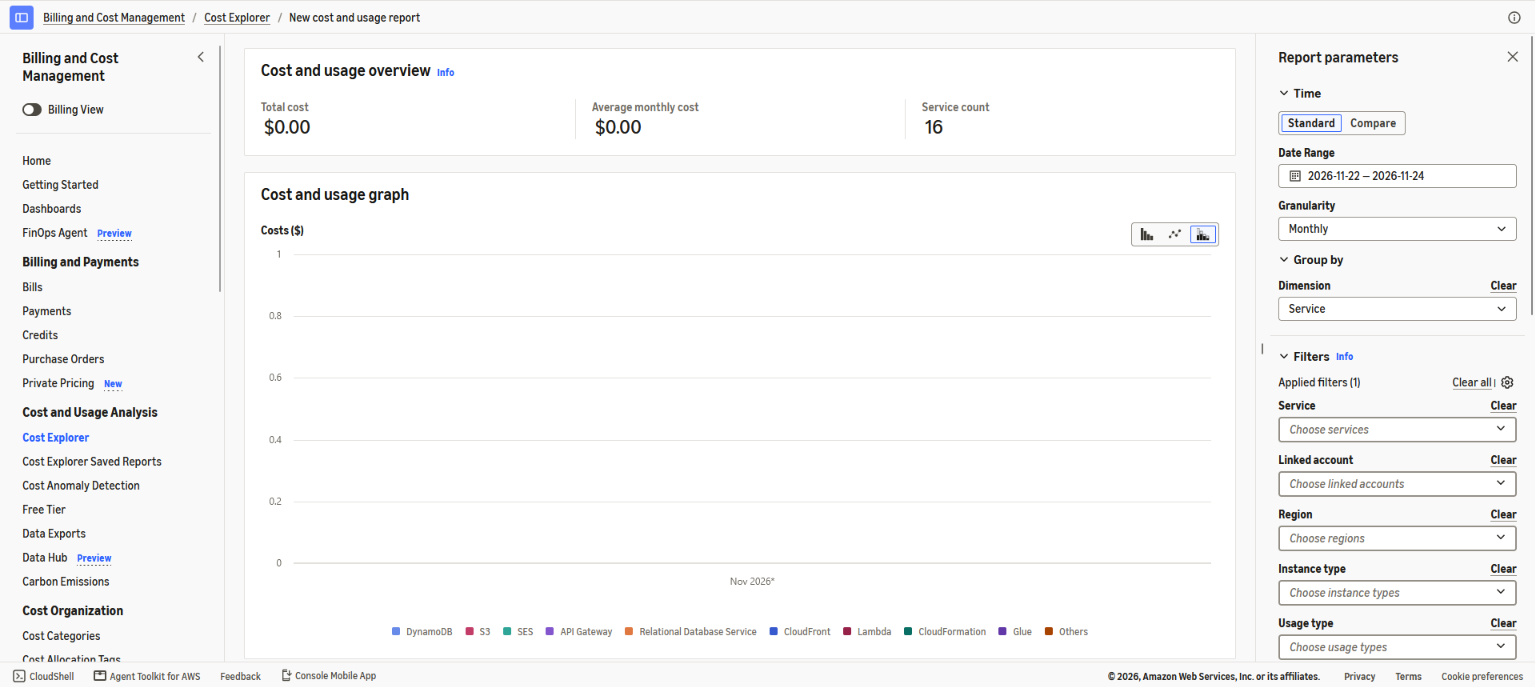 Billing and Cost Management / Cost Explorer / New cost and usage report
Billing and Cost
Management
Billing View
Home
Getting Started
Dashboards
FinOps Agent Preview
Billing and Payments
Bills
Payments
Credits
Purchase Orders
Private Pricing New
Cost and Usage Analysis
Cost Explorer
Cost Explorer Saved Reports
Cost Anomaly Detection
Free Tier
Data Exports
Data Hub Preview
Carbon Emissions
Cost Organization
Cost Categories
Cost Allocation Tags
Cost and usage overview Info
Total cost
$0.00
Average monthly cost
$0.00
Service count
16
Cost and usage graph
Costs ($)
1
0.8
0.6
0.4
0.2
0
Nov 2026*
DynamoDB S3 SES API Gateway Relational Database Service CloudFront Lambda CloudFormation Glue Others
Report parameters
Time
Standard Compare
Date Range
2026-11-22 — 2026-11-24
Granularity
Monthly
Group by
Dimension Clear
Service
Filters Info
Applied filters (1) Clear all
Service Clear
Choose services
Linked account Clear
Choose linked accounts
Region Clear
Choose regions
Instance type Clear
Choose instance types
Usage type Clear
Choose usage types
CloudShell Agent Toolkit for AWS Feedback Console Mobile App
© 2026, Amazon Web Services, Inc. or its affiliates. Privacy Terms Cookie preferences